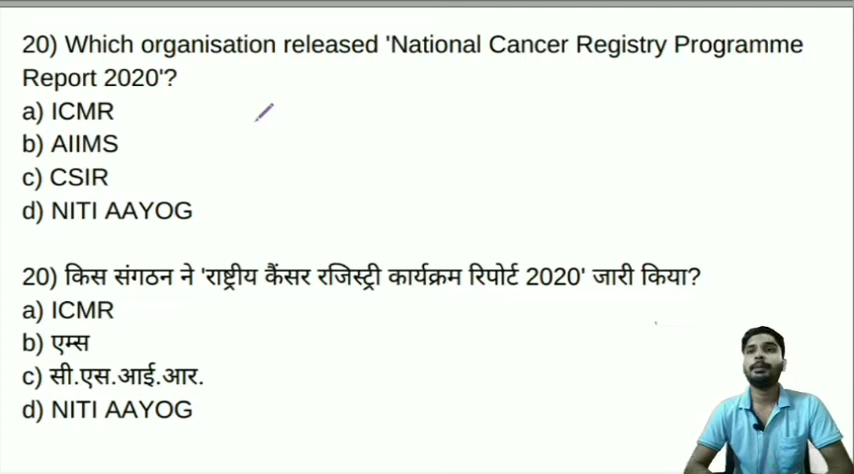 20) Which organisation released 'National Cancer Registry Programme
Report 2020'?
a) ICMR
b) AIIMS
c) CSIR
d) NITI AAYOG
20) किस संगठन ने 'राष्ट्रीय कैंसर रजिस्ट्री कार्यक्रम रिपोर्ट 2020' जारी किया?
a) ICMR
b) एम्स
c) सी.एस.आई.आर.
d) NITI AAYOG